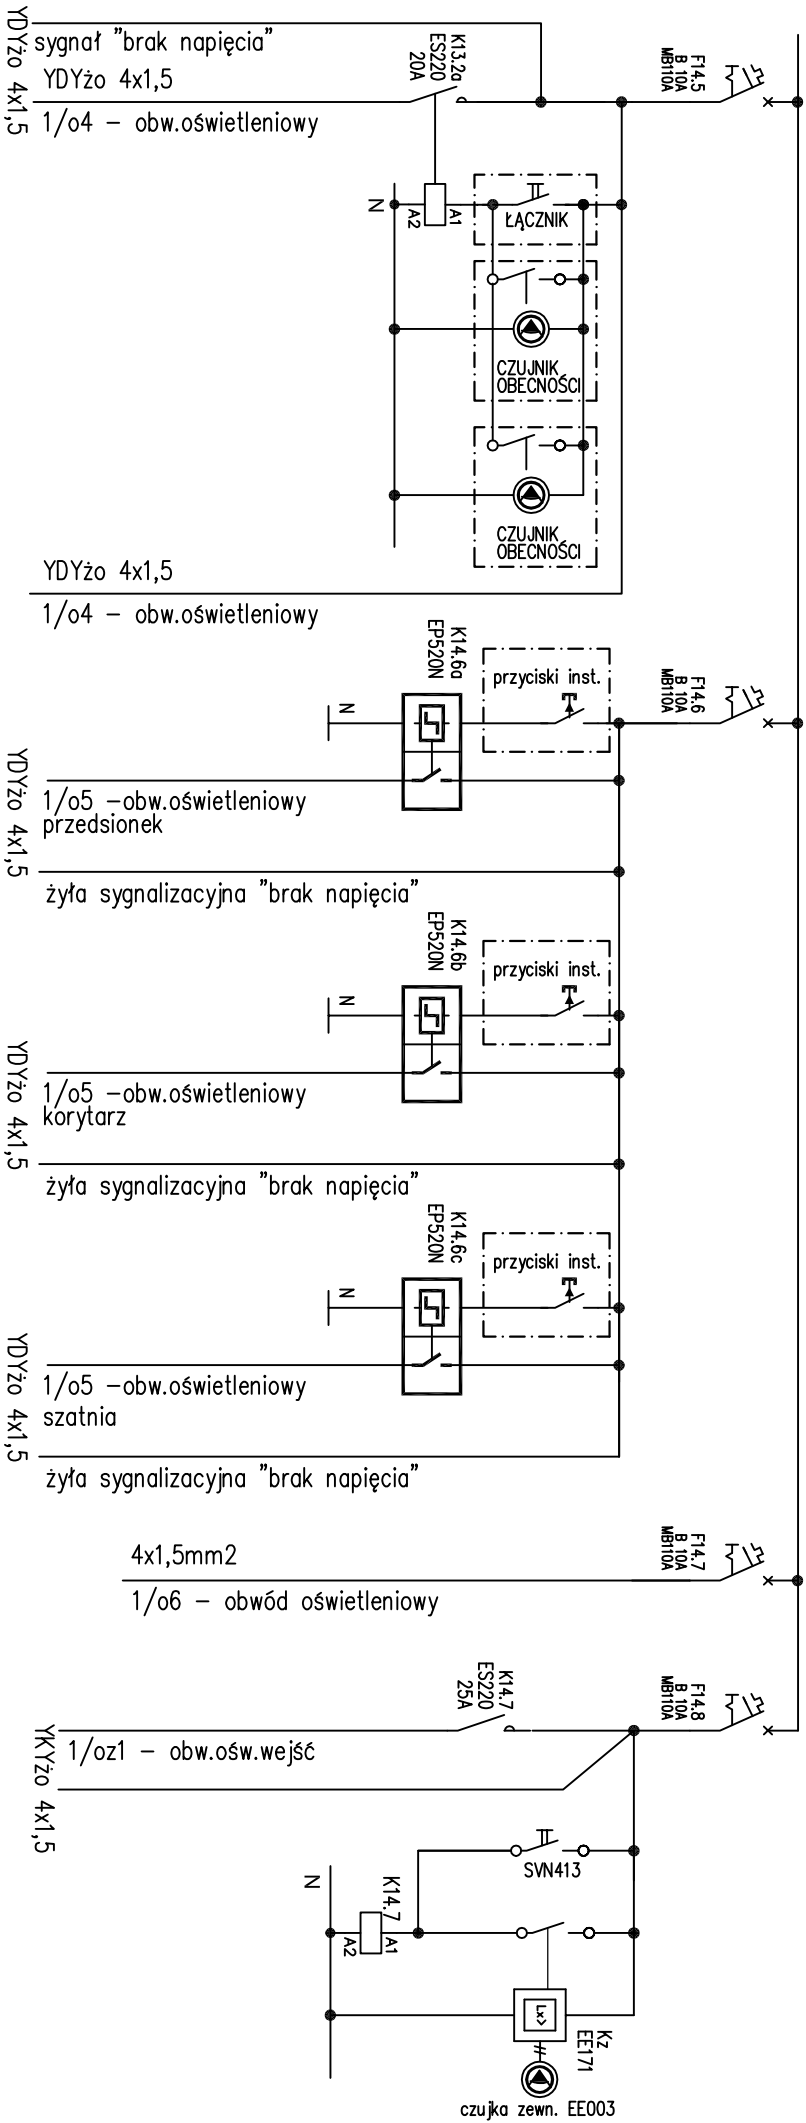 YDYżo 4x1,5
sygnał "brak napięcia"
YDYżo 4x1,5
1/o4 – obw.oświetleniowy
K13.2a
ES220
20A
F14.5
B 10A
MB110A
N
A1
A2
ŁĄCZNIK
CZUJNIK
OBECNOŚCI
CZUJNIK
OBECNOŚCI
YDYżo 4x1,5
1/o4 – obw.oświetleniowy
K14.6a
EP520N
przyciski inst.
F14.6
B 10A
MB110A
N
YDYżo 4x1,5
1/o5 –obw.oświetleniowy
przedsionek
żyła sygnalizacyjna "brak napięcia"
K14.6b
EP520N
przyciski inst.
N
YDYżo 4x1,5
1/o5 –obw.oświetleniowy
korytarz
żyła sygnalizacyjna "brak napięcia"
K14.6c
EP520N
przyciski inst.
N
YDYżo 4x1,5
1/o5 –obw.oświetleniowy
szatnia
żyła sygnalizacyjna "brak napięcia"
4x1,5mm2
1/o6 – obwód oświetleniowy
F14.7
B 10A
MB110A
K14.7
ES220
25A
F14.8
B 10A
MB110A
1/oz1 – obw.ośw.wejść
YKYżo 4x1,5
SVN413
N
K14.7
A1
A2
Lx>
Kz
EE171
czujka zewn. EE003